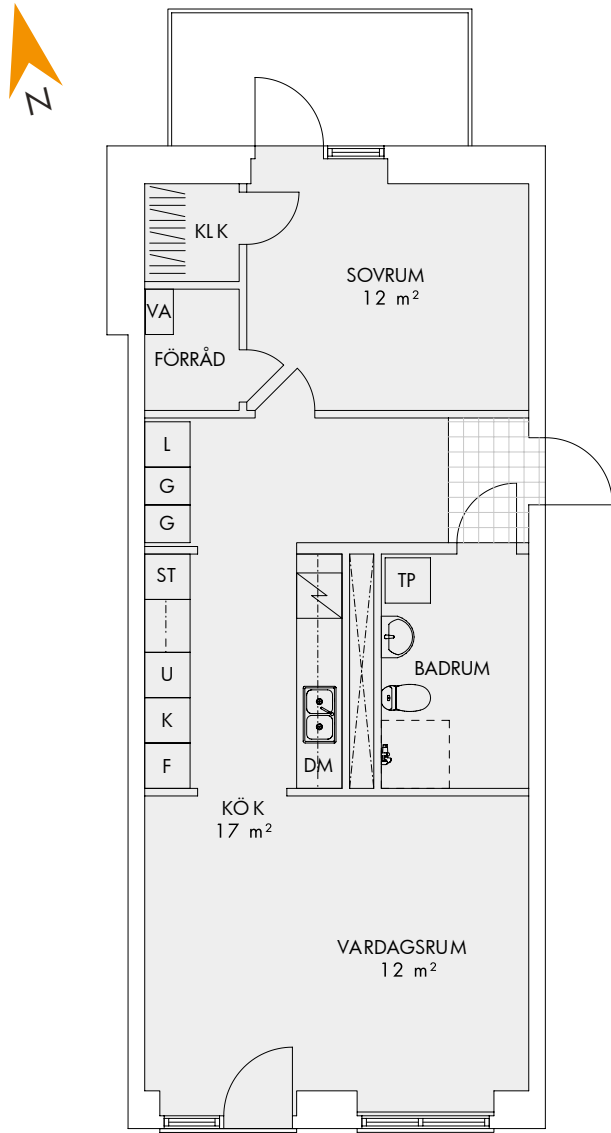 N
KLK
SOVRUM
12 m²
VA
FÖRRÅD
L
G
G
ST
TP
U
BADRUM
K
F
DM
KÖK
17 m²
VARDAGSRUM
12 m²